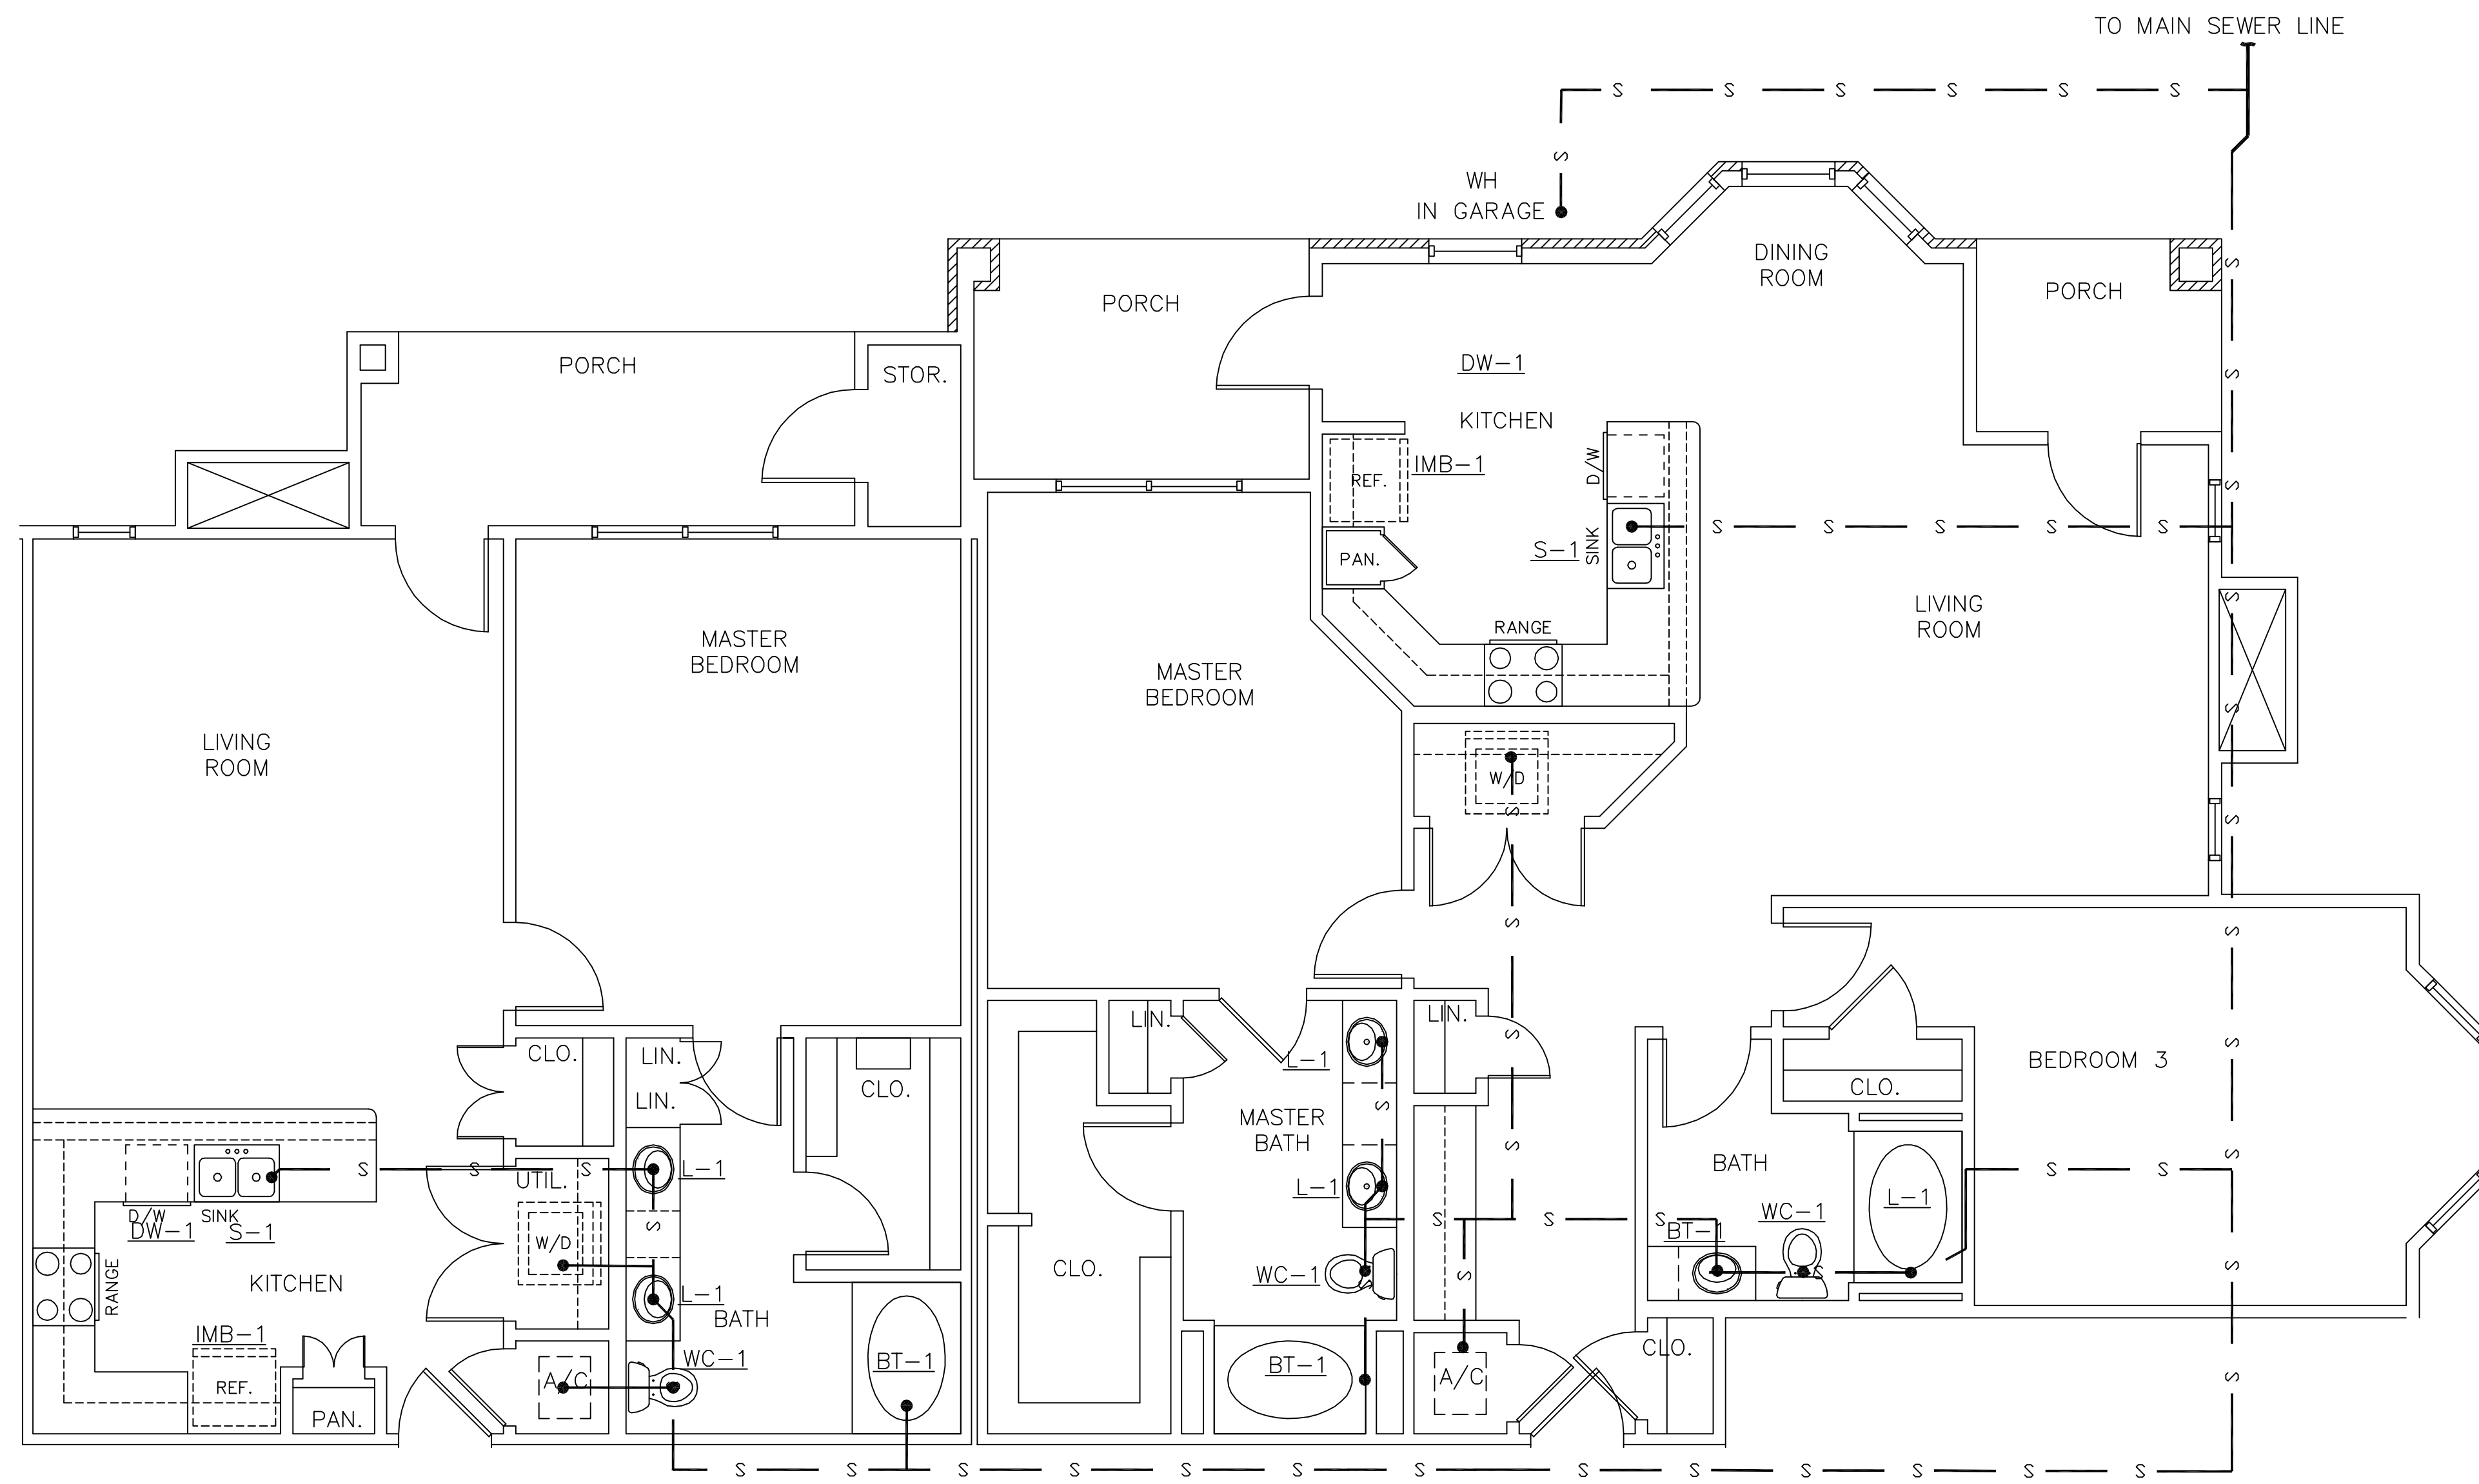 TO MAIN SEWER LINE
S S S S S S
S
WH
IN GARAGE
DINING
ROOM
S
PORCH
PORCH
PORCH
STOR.
DW-1
S
KITCHEN
IMB-1
D/W
REF.
S
S S S S S
S-1
SINK
PAN.
S
LIVING
ROOM
RANGE
MASTER
BEDROOM
MASTER
BEDROOM
S
LIVING
ROOM
W/D
S
S
S
S
LIN.
LIN.
S
S
CLO.
LIN.
L-1
BEDROOM 3
CLO.
CLO.
LIN.
S
MASTER
BATH
S
S
BATH
S S S
L-1
S S
UTIL.
L-1
L-1
WC-1
D/W
DW-1
SINK
S-1
S
S S S
BT-1
W/D
CLO.
WC-1
S
S
S
RANGE
KITCHEN
L-1
BATH
IMB-1
CLO.
WC-1
BT-1
BT-1
A/C
A/C
S
REF.
PAN.
S S S S S S S S S S S S S